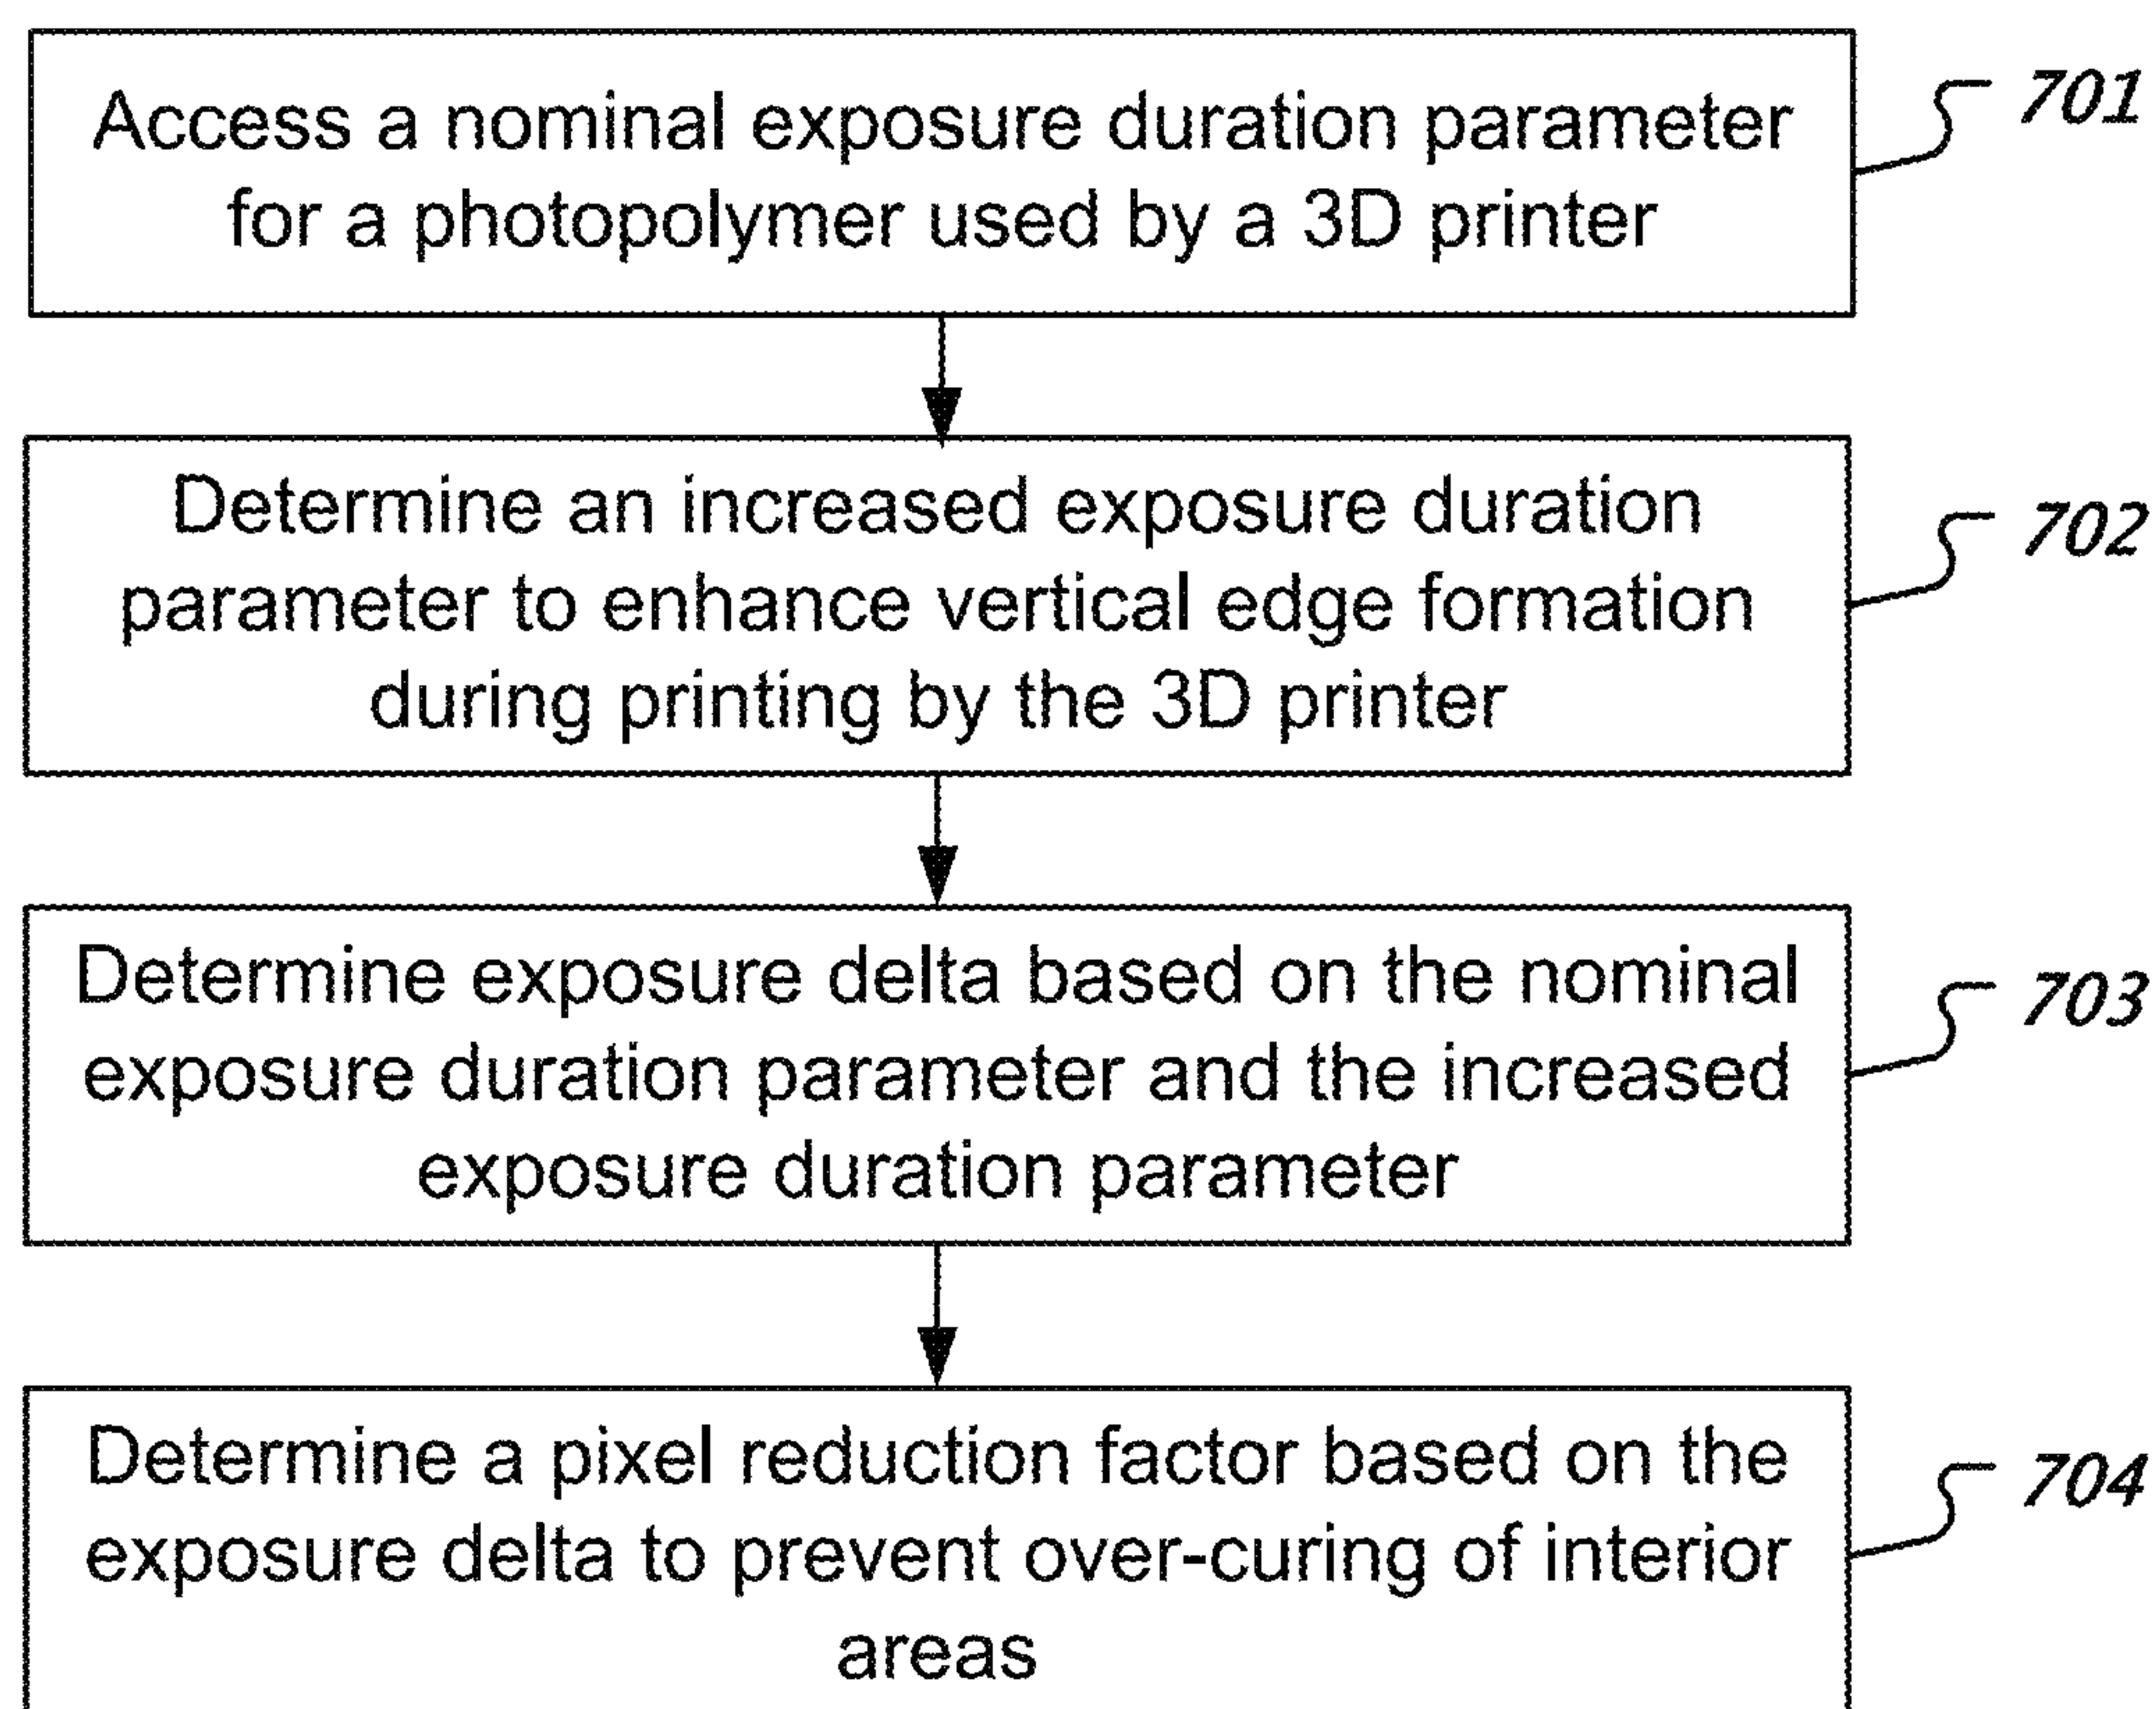 Access a nominal exposure duration parameter
for a photopolymer used by a 3D printer
701
Determine an increased exposure duration
parameter to enhance vertical edge formation
during printing by the 3D printer
702
Determine exposure delta based on the nominal
exposure duration parameter and the increased
exposure duration parameter
703
Determine a pixel reduction factor based on the
exposure delta to prevent over-curing of interior
areas
704